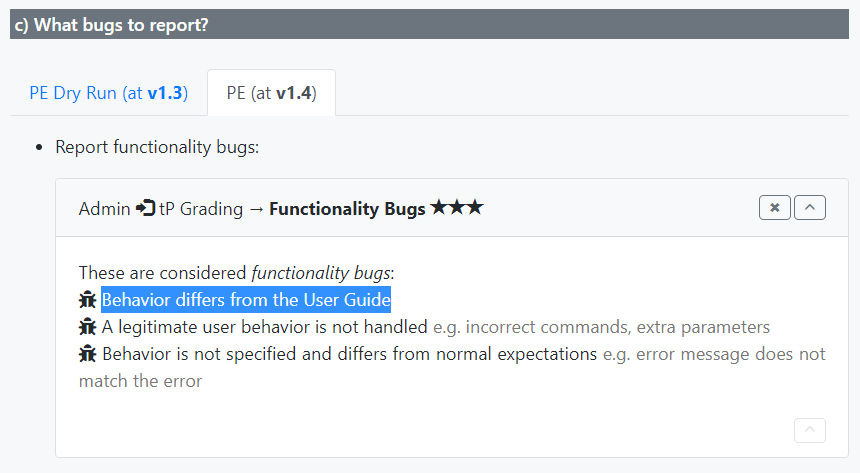 c) What bugs to report?
PE Dry Run (at v1.3)
PE (at v1.4)
Report functionality bugs:
Admin tP Grading → Functionality Bugs ★★★
These are considered functionality bugs:
Behavior differs from the User Guide
A legitimate user behavior is not handled e.g. incorrect commands, extra parameters
Behavior is not specified and differs from normal expectations e.g. error message does not
match the error